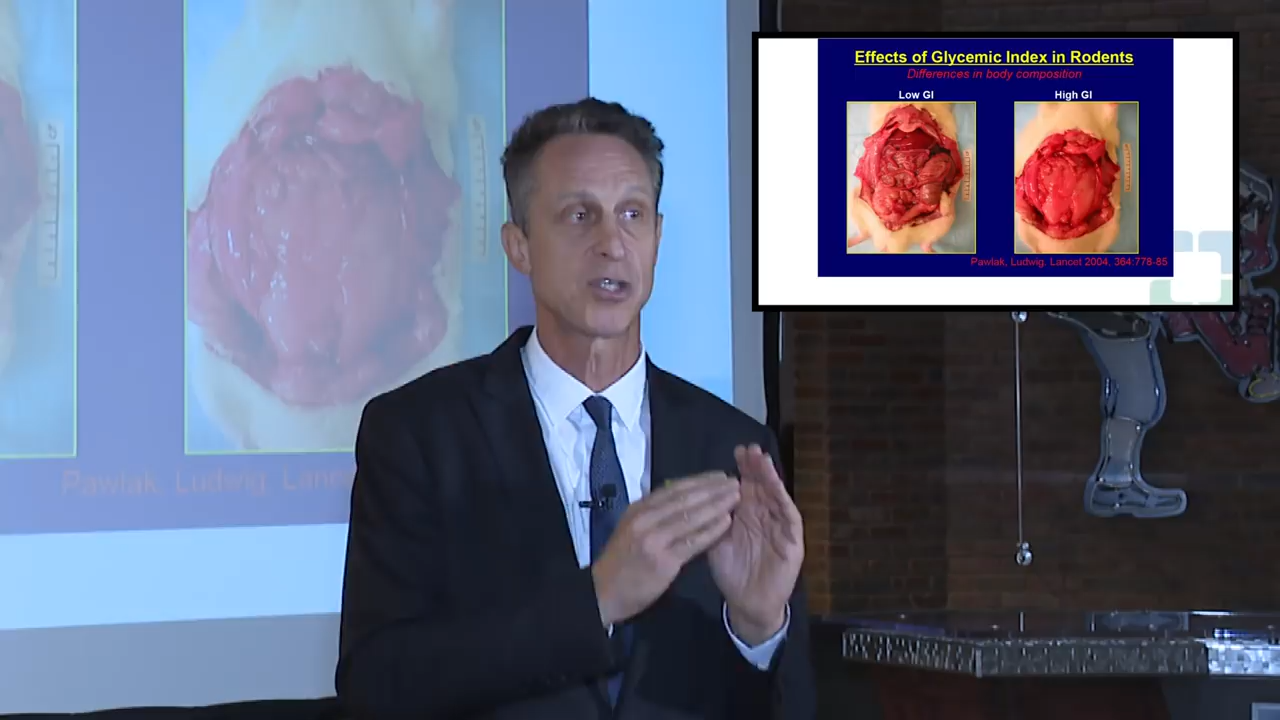 Effects of Glycemic Index in Rodents
Differences in body composition
Low GI
High GI
Pawlak, Ludwig, Lancet 2004, 364:778-85
Pawlak, Ludwig, Lance